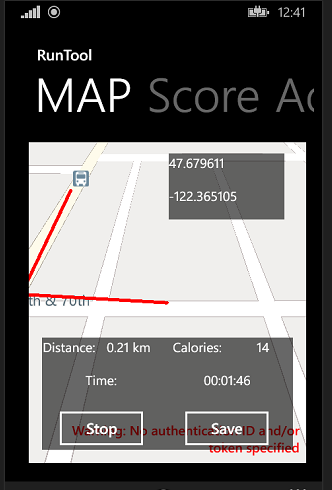 12:41
RunTool
MAP Score Ac
47.679611
-122.365105
th & 70th
Distance: 0.21 km Calories: 14
Time: 00:01:46
Stop Save
Warning: No authentication ID and/or
token specified